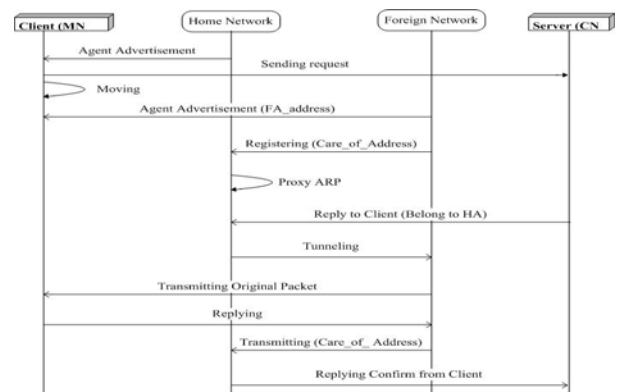 Client (MN
Home Network
Foreign Network
Server (CN
Agent Advertisement
Sending request
Moving
Agent Advertisement (FA_address)
Registering (Care_of_Address)
Proxy ARP
Reply to Client (Belong to HA)
Tunneling
Transmitting Original Packet
Replying
Transmitting (Care_of_ Address)
Replying Confirm from Client